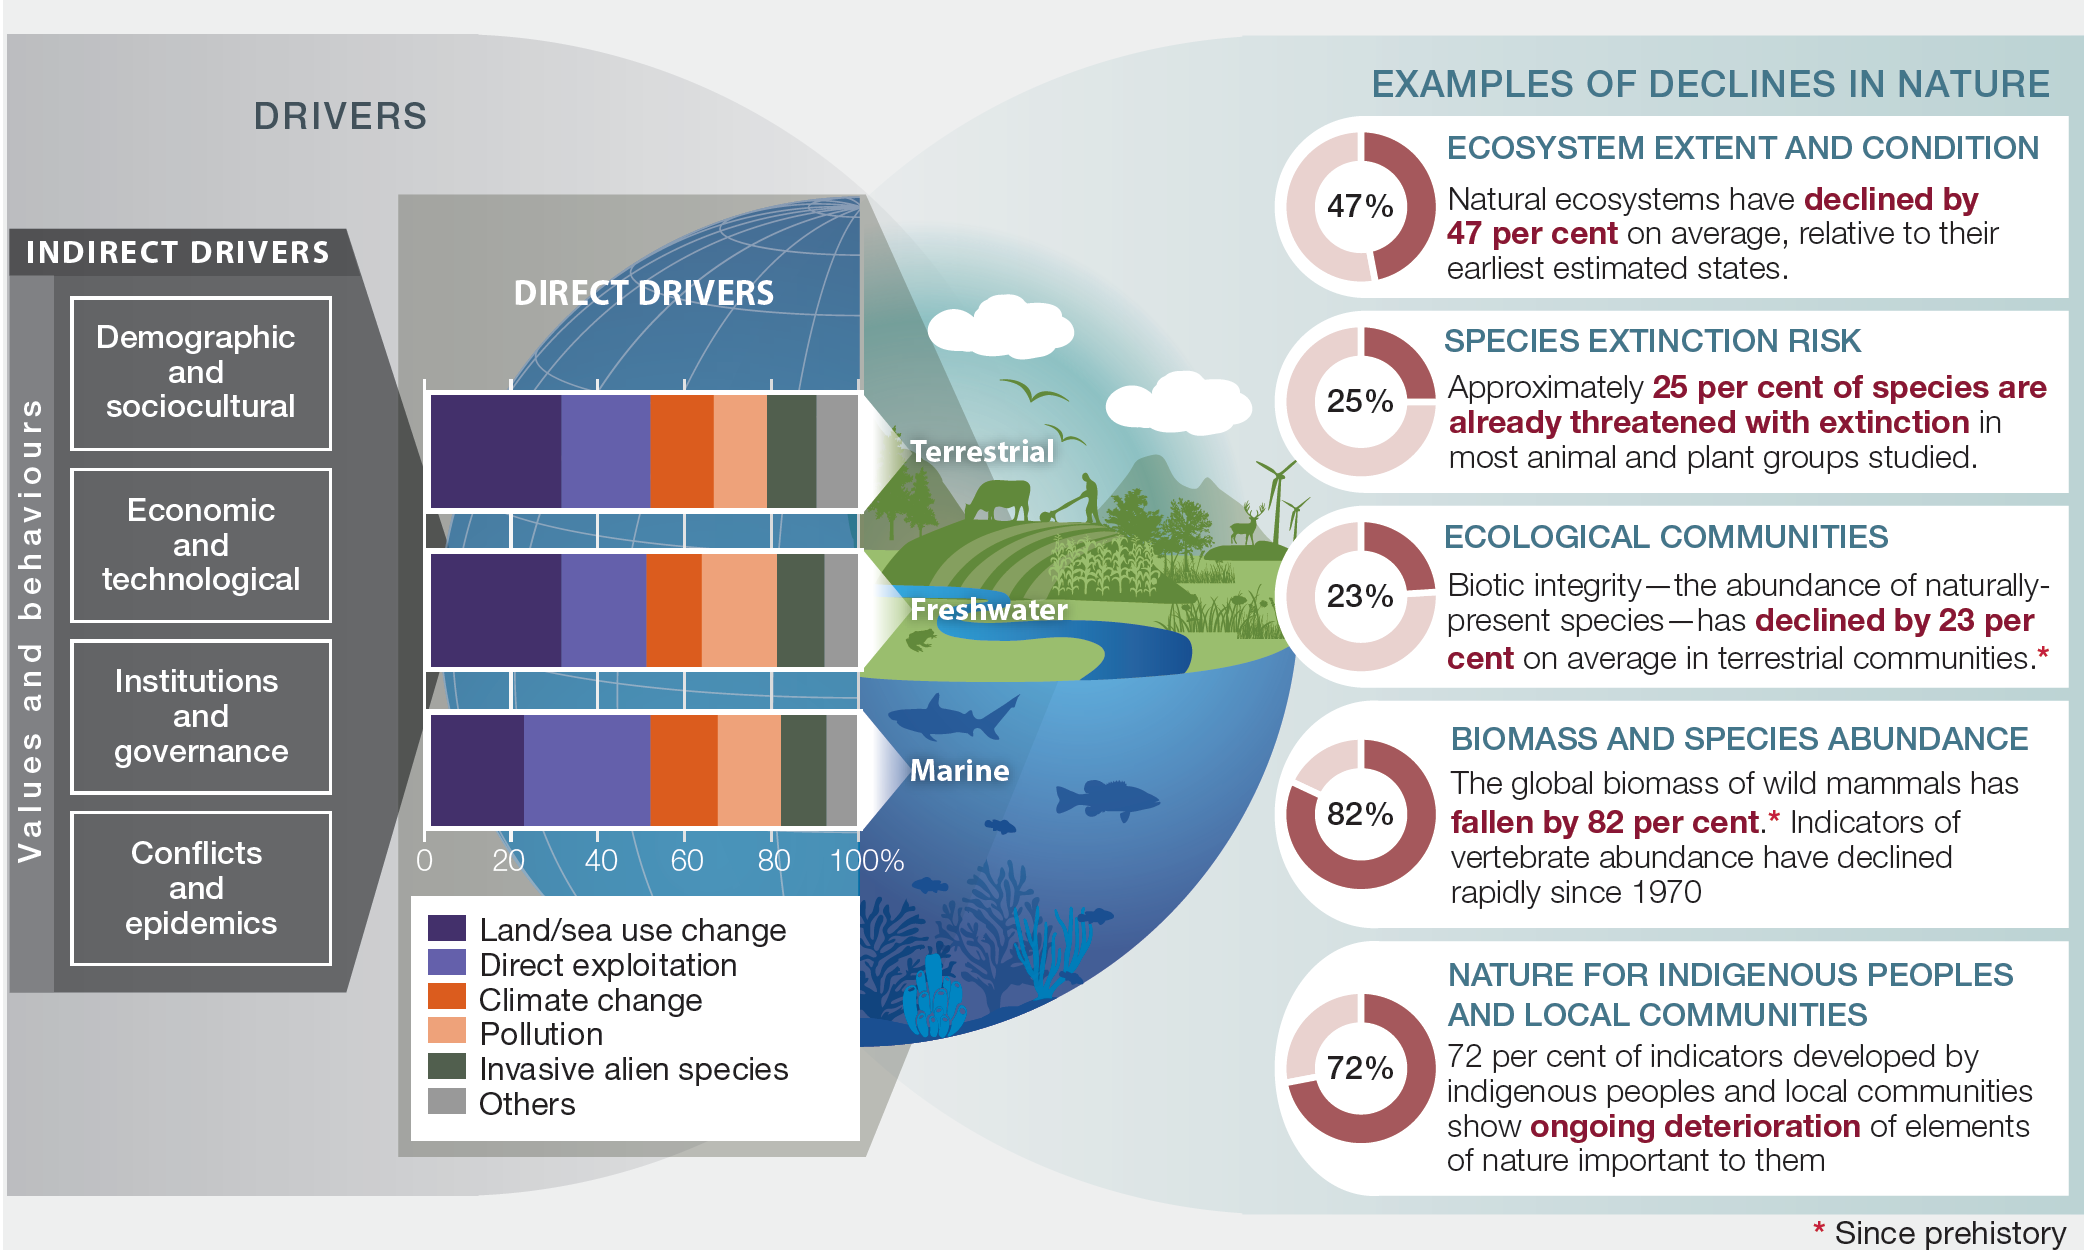 DRIVERS
INDIRECT DRIVERS
Values and behaviours
Demographic
and
sociocultural
Economic
and
technological
Institutions
and
governance
Conflicts
and
epidemics
DIRECT DRIVERS
Terrestrial
Freshwater
Marine
0 20 40 60 80 100%
Land/sea use change
Direct exploitation
Climate change
Pollution
Invasive alien species
Others
EXAMPLES OF DECLINES IN NATURE
47%
ECOSYSTEM EXTENT AND CONDITION
Natural ecosystems have declined by
47 per cent on average, relative to their
earliest estimated states.
25%
SPECIES EXTINCTION RISK
Approximately 25 per cent of species are
already threatened with extinction in
most animal and plant groups studied.
23%
ECOLOGICAL COMMUNITIES
Biotic integrity—the abundance of naturally-
present species—has declined by 23 per
cent on average in terrestrial communities.*
82%
BIOMASS AND SPECIES ABUNDANCE
The global biomass of wild mammals has
fallen by 82 per cent.* Indicators of
vertebrate abundance have declined
rapidly since 1970
72%
NATURE FOR INDIGENOUS PEOPLES
AND LOCAL COMMUNITIES
72 per cent of indicators developed by
indigenous peoples and local communities
show ongoing deterioration of elements
of nature important to them
* Since prehistory